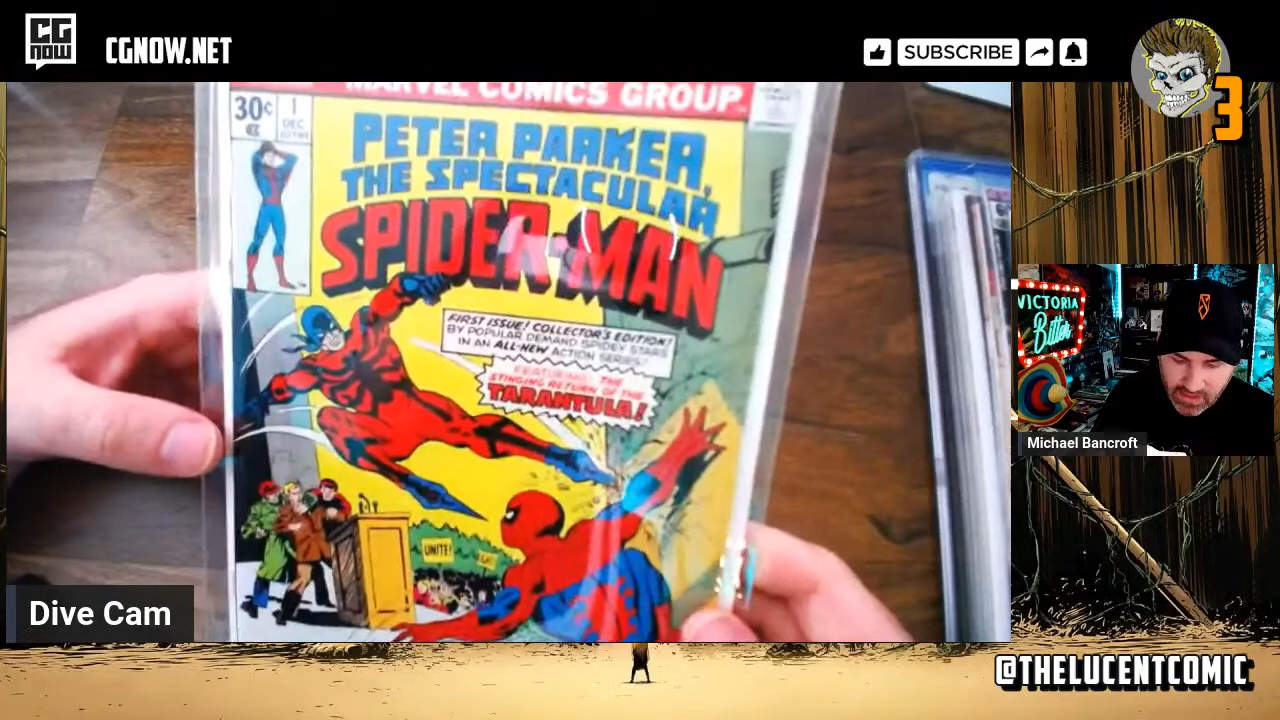 CG
NOW
CGNOW.NET
SUBSCRIBE
3
MARVEL COMICS GROUP
30¢
1
DEC.
PETER PARKER,
THE SPECTACULAR
SPIDER-MAN
FIRST ISSUE! COLLECTOR'S EDITION!
BY POPULAR DEMAND SPIDEY STARS
IN AN ALL-NEW ACTION SERIES!
FEATURING THE
STINGING RETURN OF THE
TARANTULA!
UNITE!
VICTORIA
Bitter
Michael Bancroft
Dive Cam
@THELUCENTCOMIC